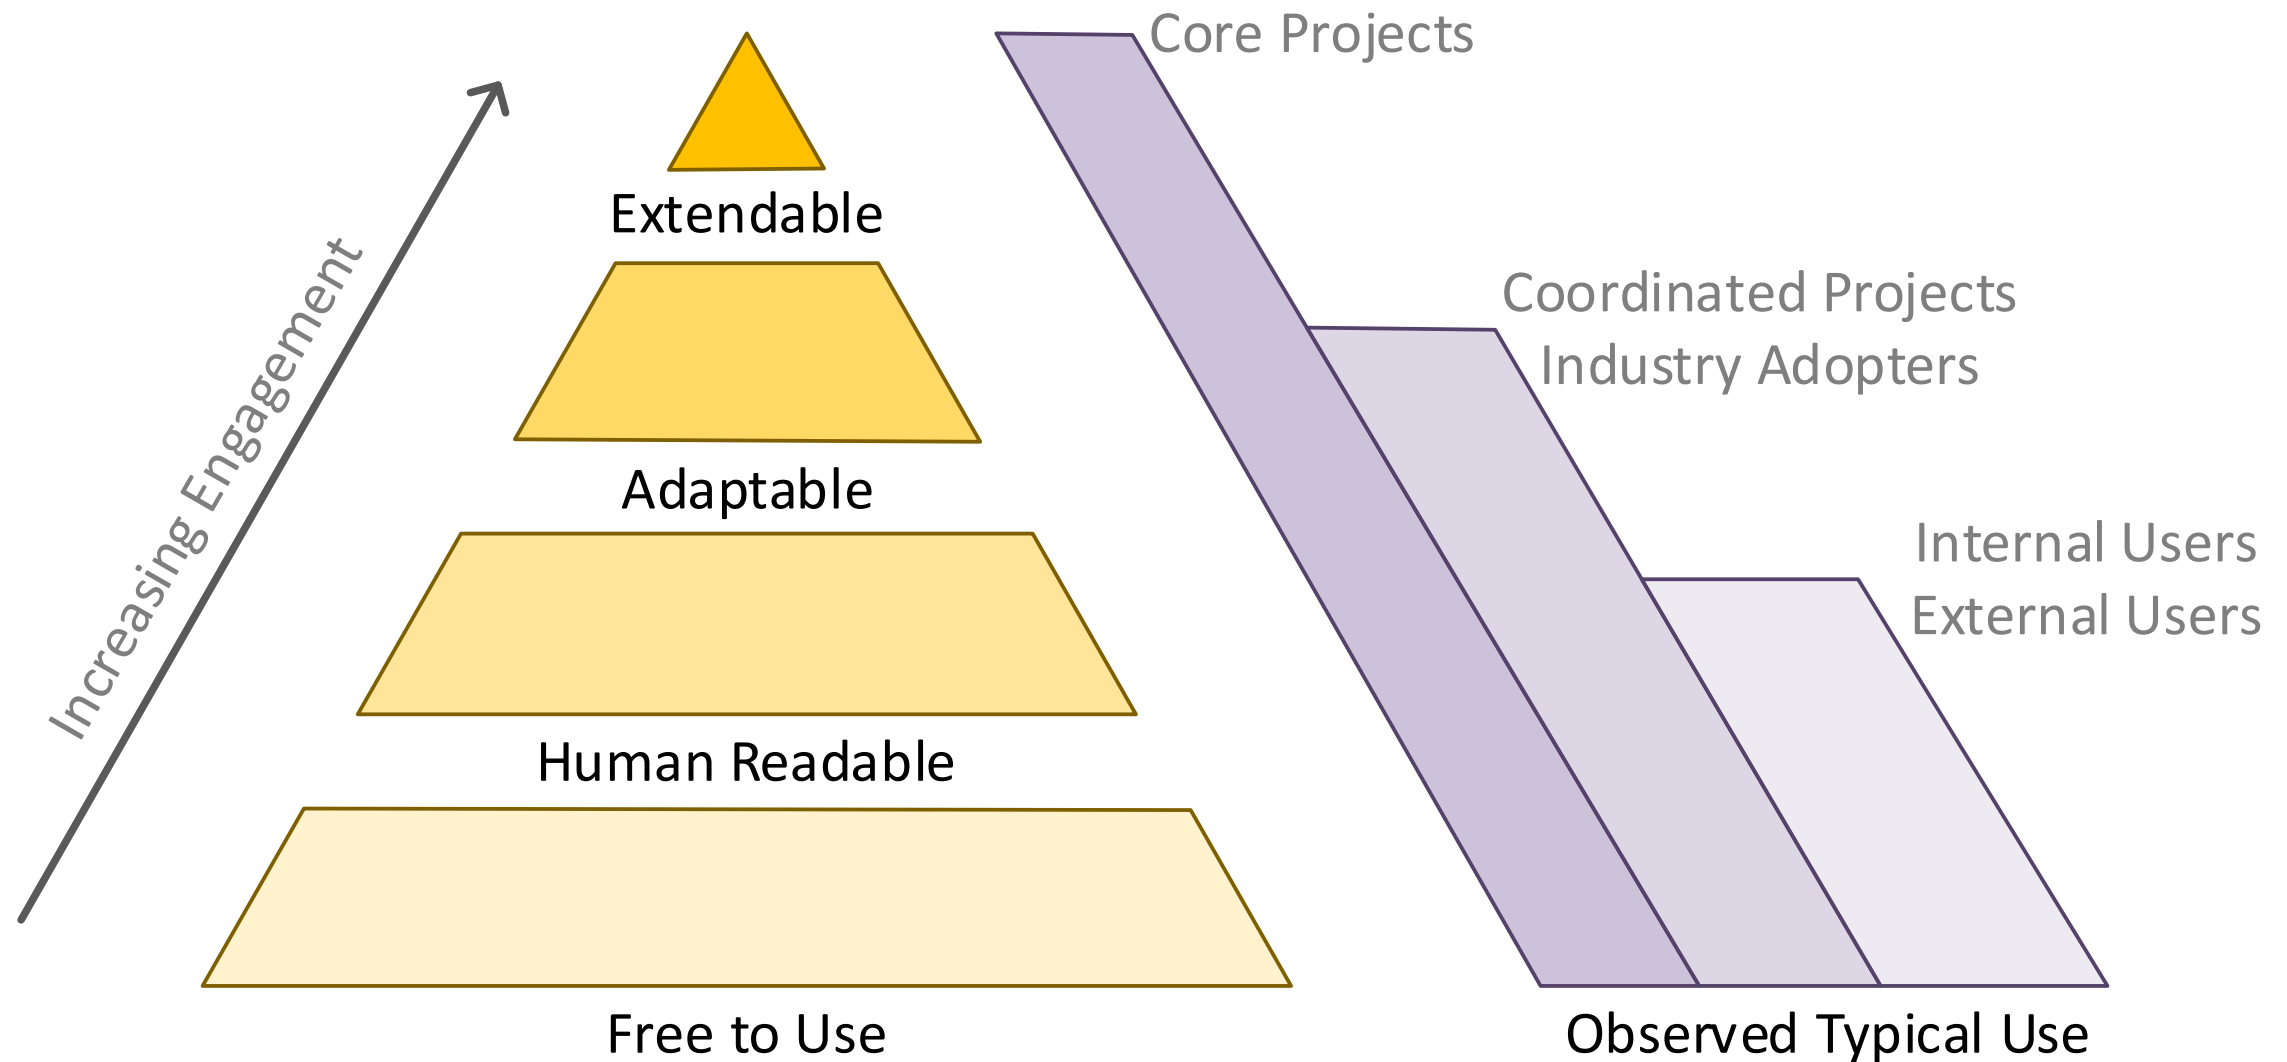 Core Projects
Extendable
Coordinated Projects
Industry Adopters
Increasing Engagement
Adaptable
Internal Users
External Users
Human Readable
Free to Use
Observed Typical Use